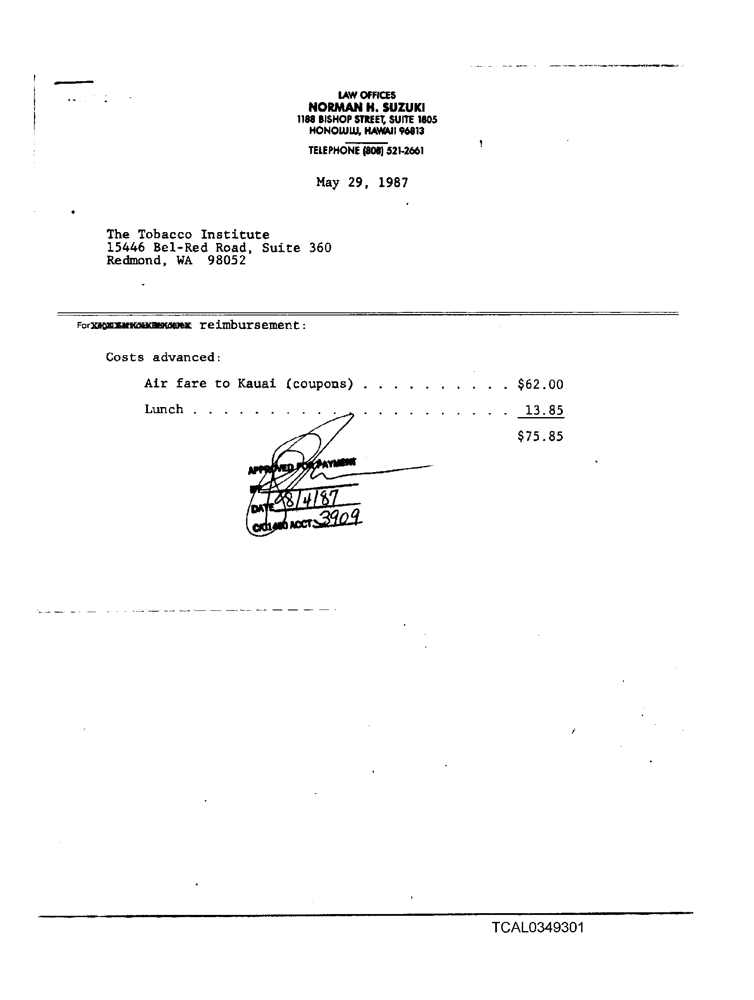 LAW OFFICES
NORMAN H. SUZUKI
1188 BISHOP STREET, SUITE 1805
HONOLULU, HAWAII 96813
TELEPHONE (808) 521-2661
May 29, 1987
The Tobacco Institute
15446 Bel-Red Road, Suite 360
Redmond, WA 98052
For reimbursement:
Costs advanced:
Air fare to Kauai (coupons) . . . . . . . . . . $62.00
Lunch . . . . . . . . . . . . . . . . . . . . . 13.85
$75.85
APPROVED FOR PAYMENT
BY
DATE 8/4/87
ACCT. 3909
TCAL0349301